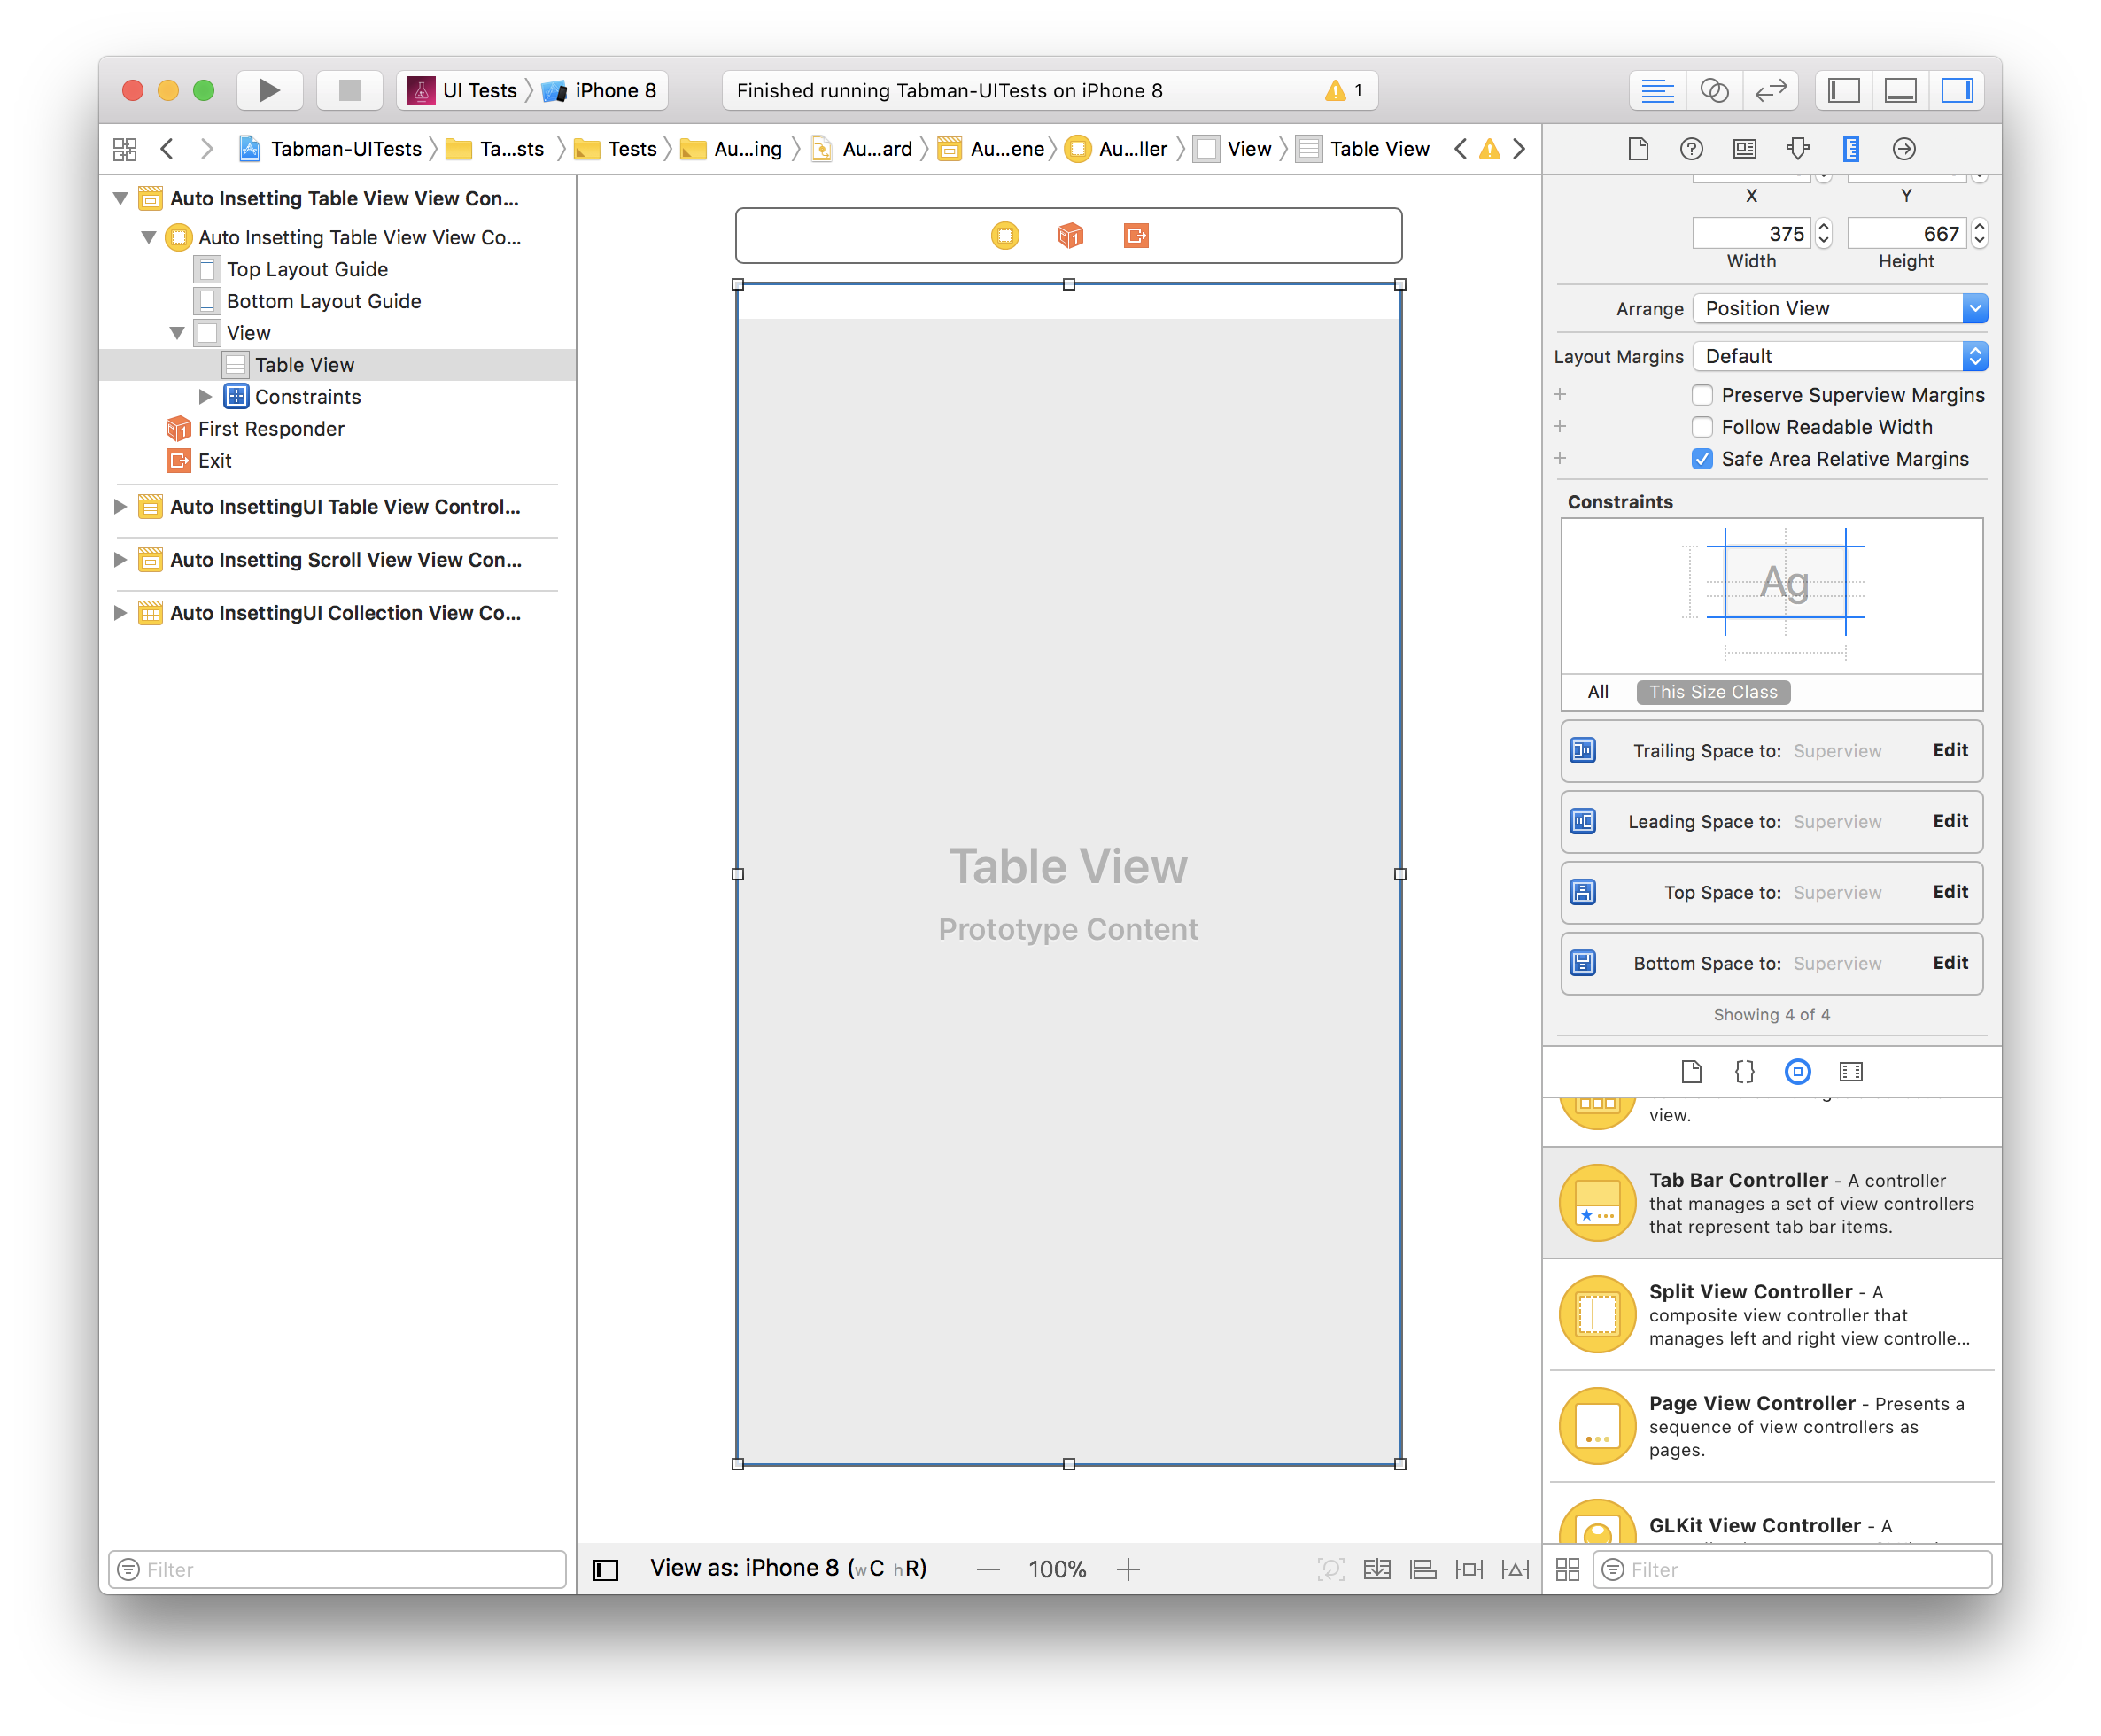 UI Tests
iPhone 8
Finished running Tabman-UITests on iPhone 8
1
Tabman-UITests
Ta...sts
Tests
Au...ing
Au...ard
Au...ene
Au...ller
View
Table View
Auto Insetting Table View View Con...
Auto Insetting Table View View Co...
Top Layout Guide
Bottom Layout Guide
View
Table View
Constraints
First Responder
Exit
Auto InsettingUI Table View Control...
Auto Insetting Scroll View View Con...
Auto InsettingUI Collection View Co...
Filter
Table View
Prototype Content
View as: iPhone 8 (wC hR)
100%
X Y
375 667
Width Height
Arrange Position View
Layout Margins Default
Preserve Superview Margins
Follow Readable Width
Safe Area Relative Margins
Constraints
Ag
All This Size Class
Trailing Space to: Superview Edit
Leading Space to: Superview Edit
Top Space to: Superview Edit
Bottom Space to: Superview Edit
Showing 4 of 4
{}
view.
Tab Bar Controller - A controller
that manages a set of view controllers
that represent tab bar items.
Split View Controller - A
composite view controller that
manages left and right view controlle...
Page View Controller - Presents a
sequence of view controllers as
pages.
GLKit View Controller - A
Filter